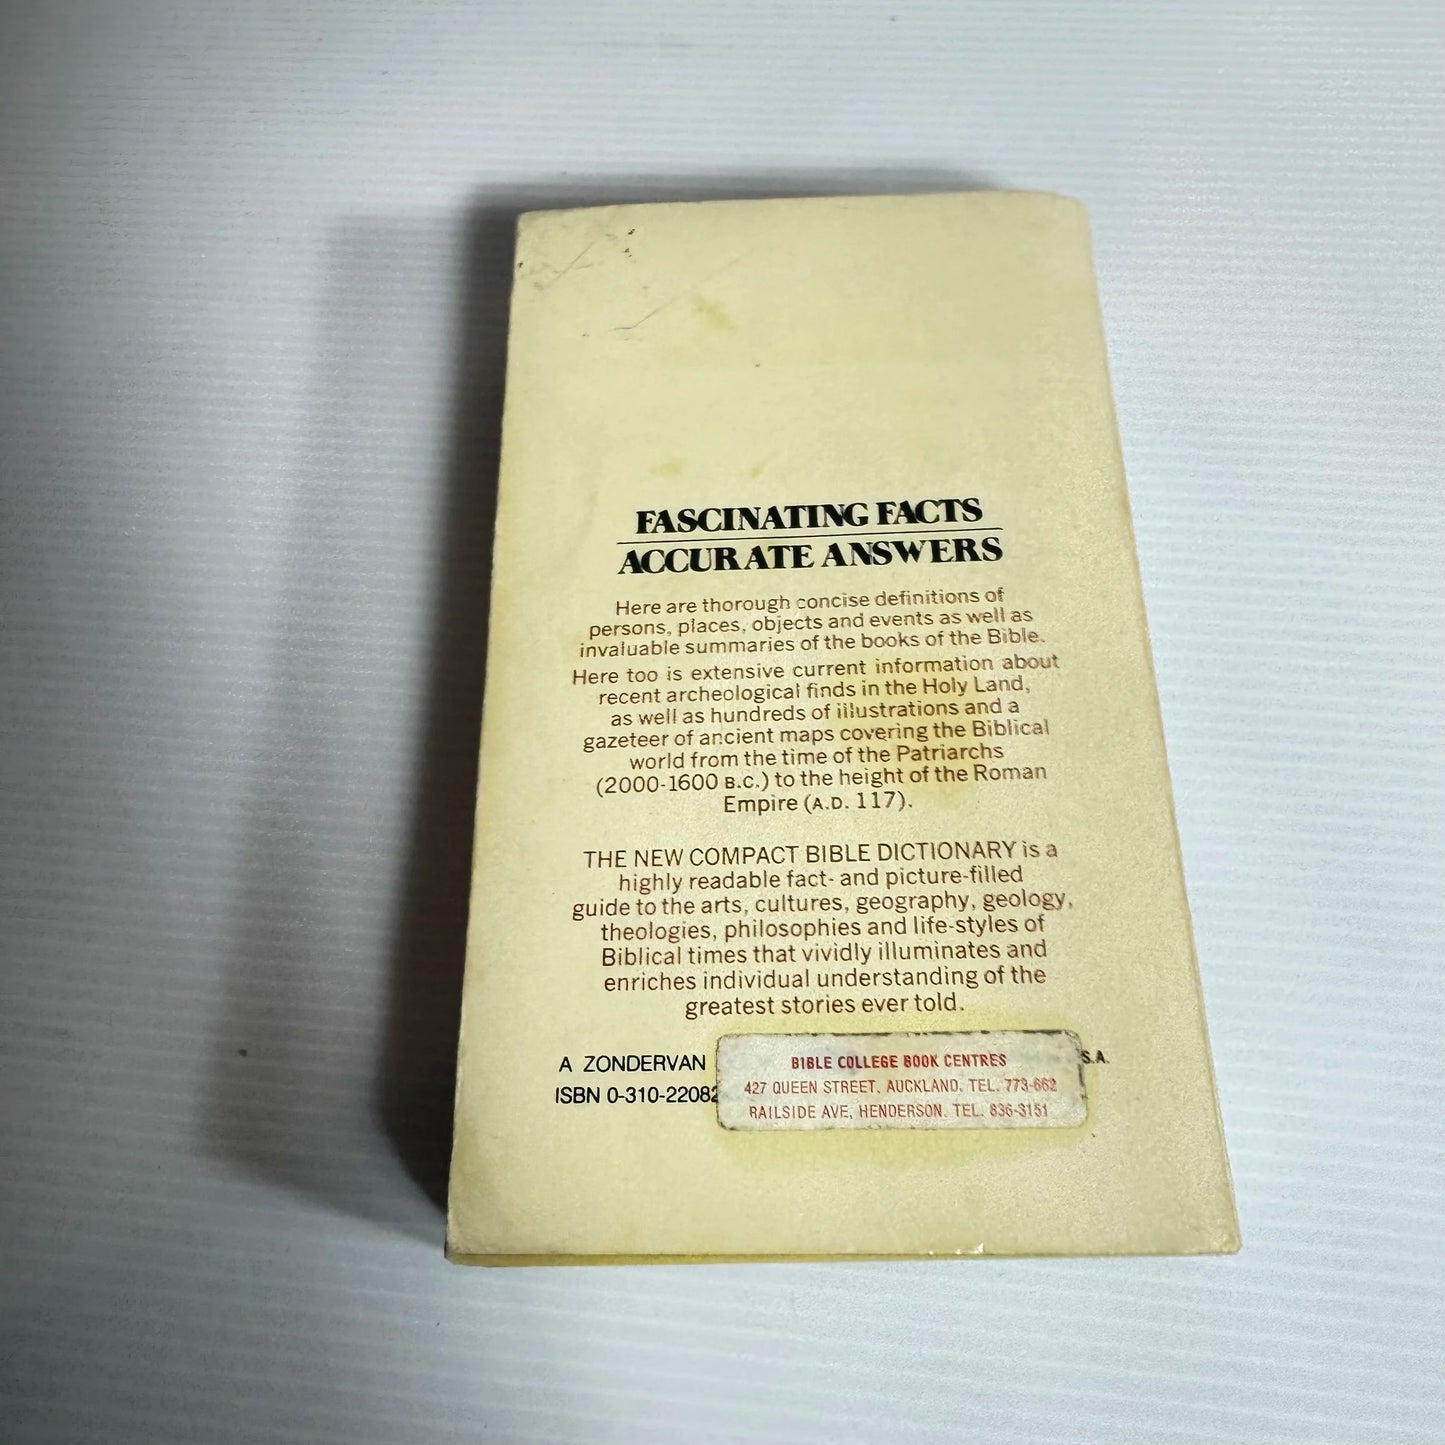 FASCINATING FACTS
ACCURATE ANSWERS
Here are thorough concise definitions of
persons, places, objects and events as well as
invaluable summaries of the books of the Bible.
Here too is extensive current information about
recent archeological finds in the Holy Land,
as well as hundreds of illustrations and a
gazeteer of ancient maps covering the Biblical
world from the time of the Patriarchs
(2000-1600 B.C.) to the height of the Roman
Empire (A.D. 117).
THE NEW COMPACT BIBLE DICTIONARY is a
highly readable fact- and picture-filled
guide to the arts, cultures, geography, geology,
theologies, philosophies and life-styles of
Biblical times that vividly illuminates and
enriches individual understanding of the
greatest stories ever told.
A ZONDERVAN S.A.
ISBN 0-310-22082
BIBLE COLLEGE BOOK CENTRES
427 QUEEN STREET, AUCKLAND. TEL. 773-662
RAILSIDE AVE, HENDERSON. TEL. 836-3151